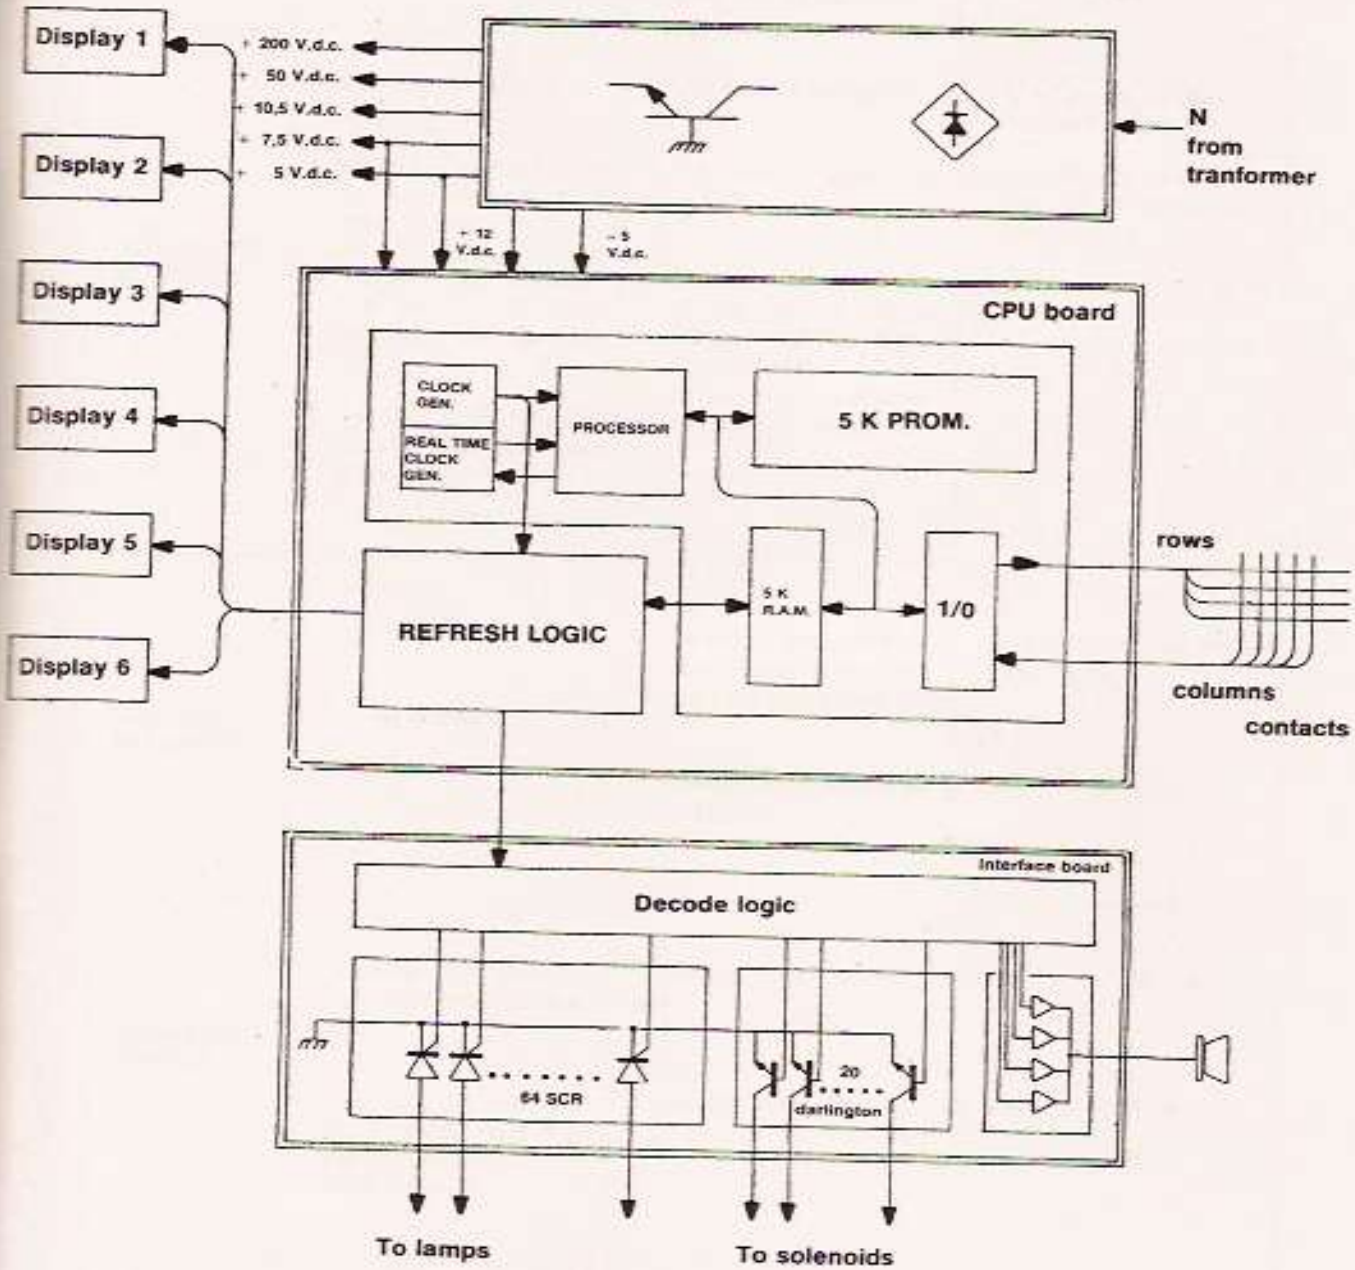 Display 1
+ 200 V.d.c.
+ 50 V.d.c.
+ 10,5 V.d.c.
+ 7,5 V.d.c.
+ 5 V.d.c.
N
from
tranformer
Display 2
+ 12
V.d.c.
- 5
V.d.c.
Display 3
CPU board
CLOCK
GEN.
REAL TIME
CLOCK
GEN.
PROCESSOR
5 K PROM.
Display 4
Display 5
REFRESH LOGIC
5 K
R.A.M.
1/0
rows
columns
contacts
Display 6
Interface board
Decode logic
64 SCR
20
darlington
To lamps
To solenoids